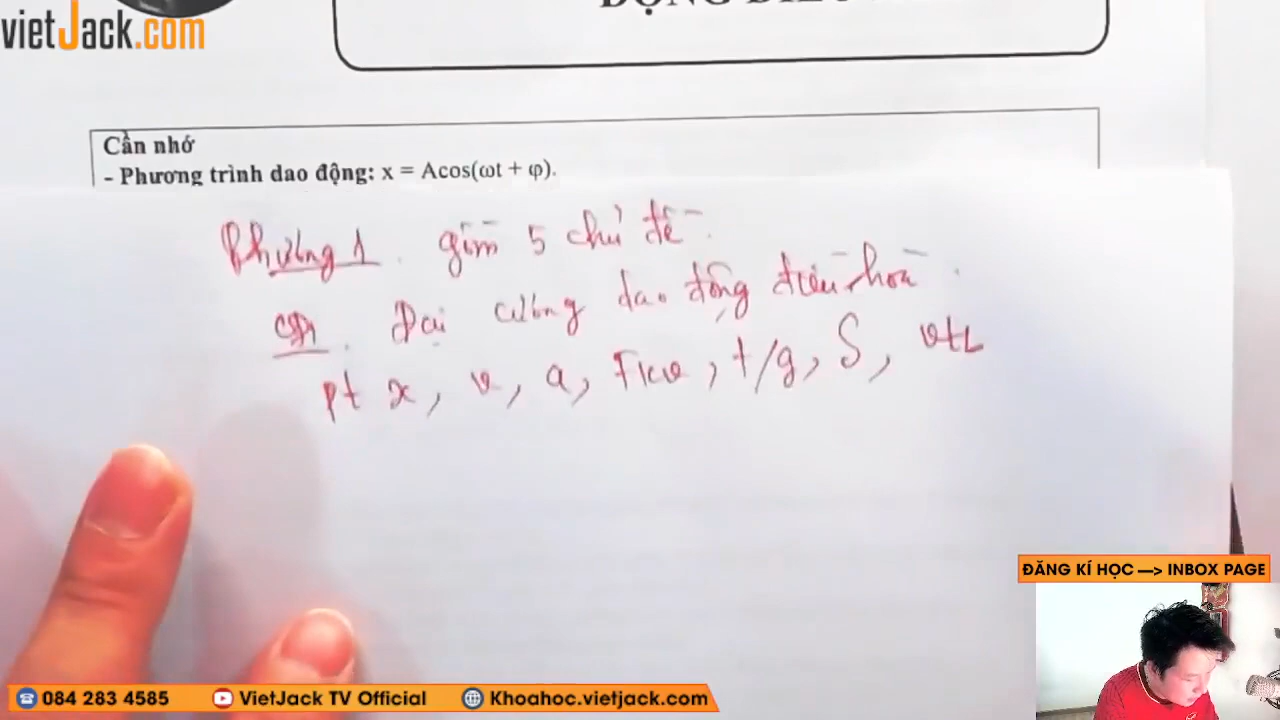 vietJack.com
Cần nhớ
- Phương trình dao động: x = Acos(ωt + φ).
Chương 1. gồm 5 chủ đề.
CĐ1. Đại cương dao động điều hoà.
pt x, v, a, Fkv, t/g, S, vtb
ĐĂNG KÍ HỌC —> INBOX PAGE
084 283 4585 VietJack TV Official Khoahoc.vietjack.com